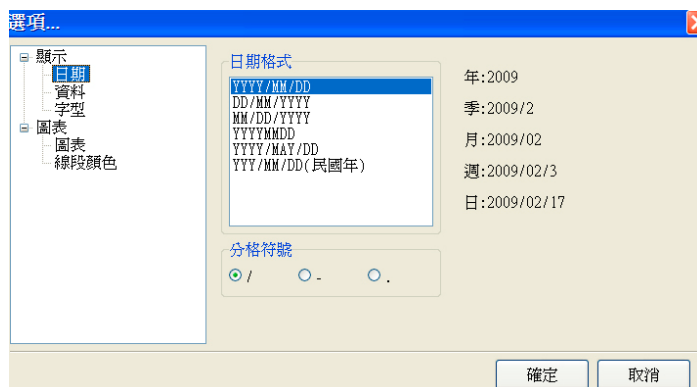 選項...
顯示
日期
資料
字型
圖表
圖表
線段顏色
日期格式
YYYY/MM/DD
DD/MM/YYYY
MM/DD/YYYY
YYYYMMDD
YYYY/MAY/DD
YYY/MM/DD(民國年)
分格符號
/ - .
年:2009
季:2009/2
月:2009/02
週:2009/02/3
日:2009/02/17
確定 取消